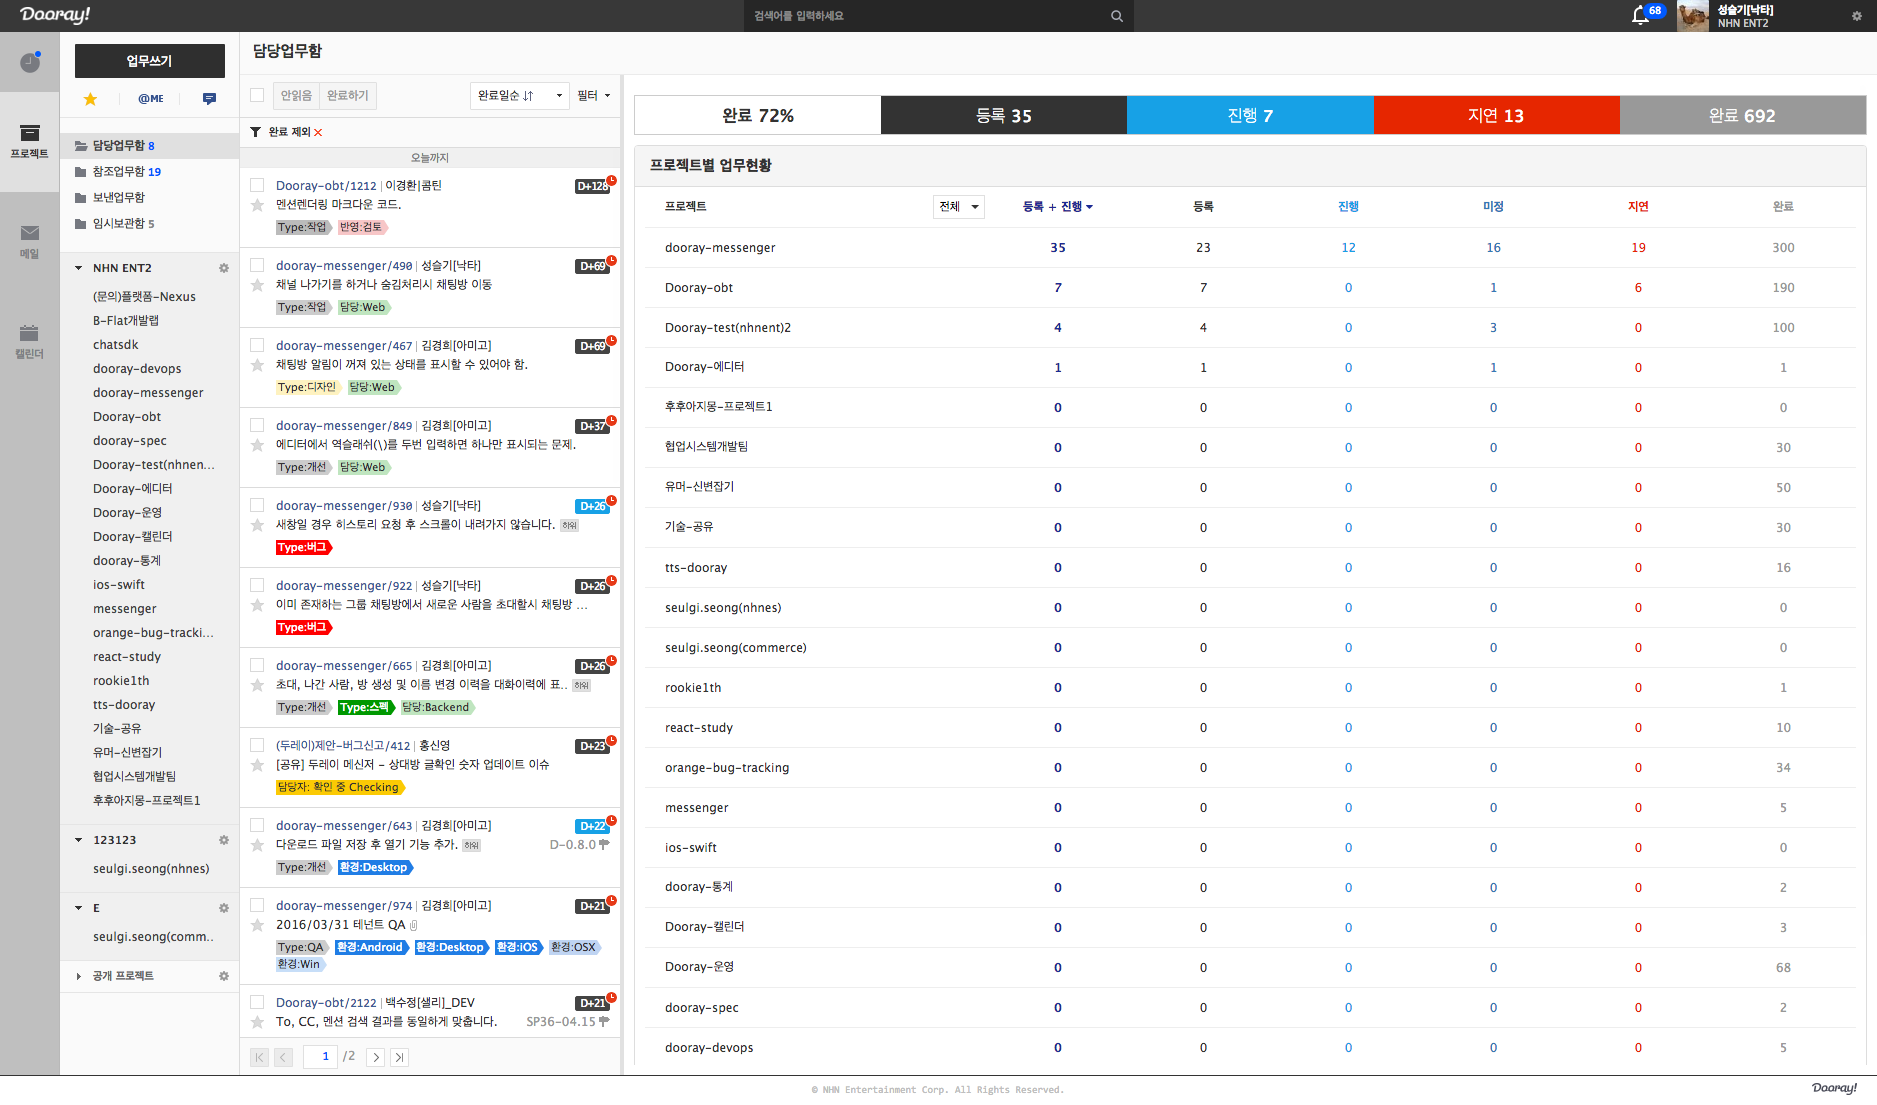 Dooray!
검색어를 입력하세요
68
성슬기[낙타]
NHN ENT2
프로젝트
메일
캘린더
업무쓰기
@ME
담당업무함 8
참조업무함 19
보낸업무함
임시보관함 5
NHN ENT2
(문의)플랫폼-Nexus
B-Flat개발랩
chatsdk
dooray-devops
dooray-messenger
Dooray-obt
dooray-spec
Dooray-test(nhnen...
Dooray-에디터
Dooray-운영
Dooray-캘린더
dooray-통계
ios-swift
messenger
orange-bug-tracki...
react-study
rookie1th
tts-dooray
기술-공유
유머-신변잡기
협업시스템개발팀
후후아지몽-프로젝트1
123123
seulgi.seong(nhnes)
E
seulgi.seong(comm..
공개 프로젝트
담당업무함
안읽음 완료하기 완료일순 필터
완료 제외
오늘까지
Dooray-obt/1212 | 이경환|콤틴 D+128
멘션렌더링 마크다운 코드.
Type:작업 반영:검토
dooray-messenger/490 | 성슬기[낙타] D+69
채널 나가기를 하거나 숨김처리시 채팅방 이동
Type:작업 담당:Web
dooray-messenger/467 | 김경희[아미고] D+69
채팅방 알림이 꺼져 있는 상태를 표시할 수 있어야 함.
Type:디자인 담당:Web
dooray-messenger/849 | 김경희[아미고] D+37
에디터에서 역슬래쉬(\)를 두번 입력하면 하나만 표시되는 문제.
Type:개선 담당:Web
dooray-messenger/930 | 성슬기[낙타] D+26
새창일 경우 히스토리 요청 후 스크롤이 내려가지 않습니다. 하위
Type:버그
dooray-messenger/922 | 성슬기[낙타] D+26
이미 존재하는 그룹 채팅방에서 새로운 사람을 초대할시 채팅방 ...
Type:버그
dooray-messenger/665 | 김경희[아미고] D+26
초대, 나간 사람, 방 생성 및 이름 변경 이력을 대화이력에 표.. 하위
Type:개선 Type:스펙 담당:Backend
(두레이)제안-버그신고/412 | 홍신영 D+23
[공유] 두레이 메신저 - 상대방 글확인 숫자 업데이트 이슈
담당자: 확인 중 Checking
dooray-messenger/643 | 김경희[아미고] D+22
다운로드 파일 저장 후 열기 기능 추가. 하위 D-0.8.0
Type:개선 환경:Desktop
dooray-messenger/974 | 김경희[아미고] D+21
2016/03/31 테넌트 QA
Type:QA 환경:Android 환경:Desktop 환경:iOS 환경:OSX
환경:Win
Dooray-obt/2122 | 백수정[샐리]_DEV D+21
To, CC, 멘션 검색 결과를 동일하게 맞춥니다. SP36-04.15
1 /2
완료 72% 등록 35 진행 7 지연 13 완료 692
프로젝트별 업무현황
프로젝트 전체 등록 + 진행 등록 진행 미정 지연 완료
dooray-messenger 35 23 12 16 19 300
Dooray-obt 7 7 0 1 6 190
Dooray-test(nhnent)2 4 4 0 3 0 100
Dooray-에디터 1 1 0 1 0 1
후후아지몽-프로젝트1 0 0 0 0 0 0
협업시스템개발팀 0 0 0 0 0 30
유머-신변잡기 0 0 0 0 0 50
기술-공유 0 0 0 0 0 30
tts-dooray 0 0 0 0 0 16
seulgi.seong(nhnes) 0 0 0 0 0 0
seulgi.seong(commerce) 0 0 0 0 0 0
rookie1th 0 0 0 0 0 1
react-study 0 0 0 0 0 10
orange-bug-tracking 0 0 0 0 0 34
messenger 0 0 0 0 0 5
ios-swift 0 0 0 0 0 0
dooray-통계 0 0 0 0 0 2
Dooray-캘린더 0 0 0 0 0 3
Dooray-운영 0 0 0 0 0 68
dooray-spec 0 0 0 0 0 2
dooray-devops 0 0 0 0 0 5
© NHN Entertainment Corp. All Rights Reserved.
Dooray!